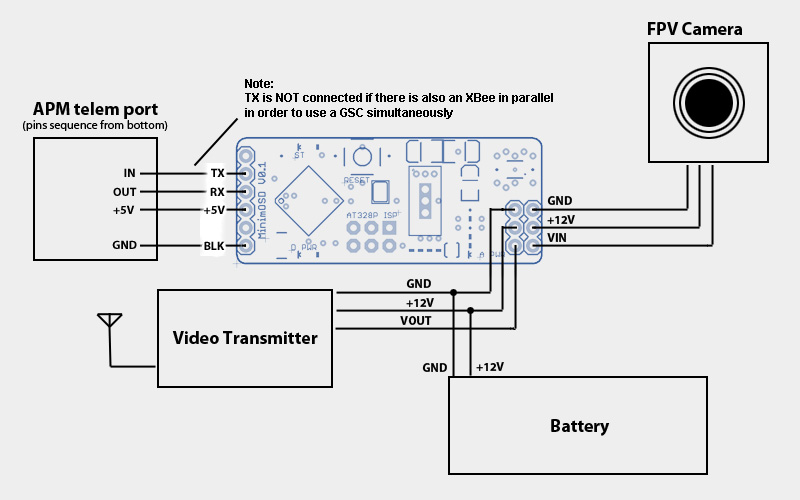 FPV Camera
Note:
TX is NOT connected if there is also an XBee in parallel
in order to use a GSC simultaneously
APM telem port
(pins sequence from bottom)
IN TX
OUT RX
+5V +5V
GND BLK
MinimOSD V0.1
ST
RESET
AT328P ISP
D PWR
A PWR
GND
+12V
VIN
GND
+12V
VOUT
Video Transmitter
GND +12V
Battery